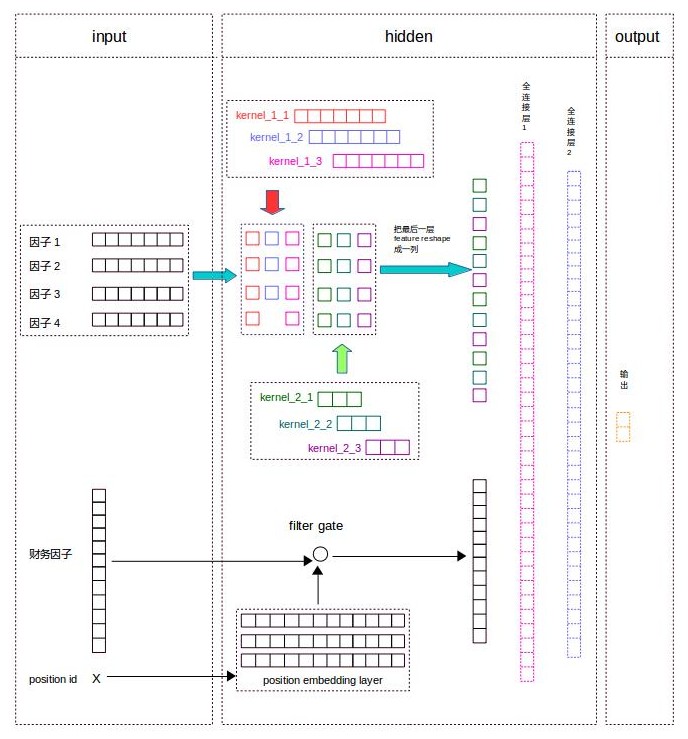 input
hidden
output
全连接层1
全连接层2
kernel_1_1
kernel_1_2
kernel_1_3
因子 1
因子 2
因子 3
因子 4
把最后一层
feature reshape
成一列
输出
kernel_2_1
kernel_2_2
kernel_2_3
filter gate
财务因子
position id
X
position embedding layer